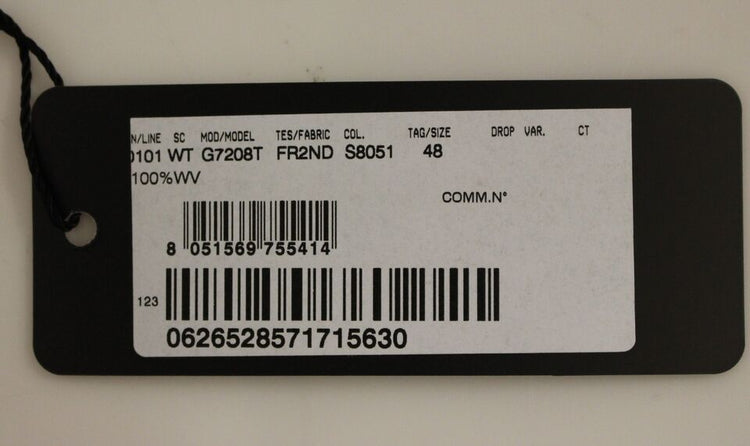 N/LINE SC MOD/MODEL TES/FABRIC COL. TAG/SIZE DROP VAR. CT
0101 WT G7208T FR2ND S8051 48
100%WV
COMM.N°
8 051569 755414
123
0626528571715630